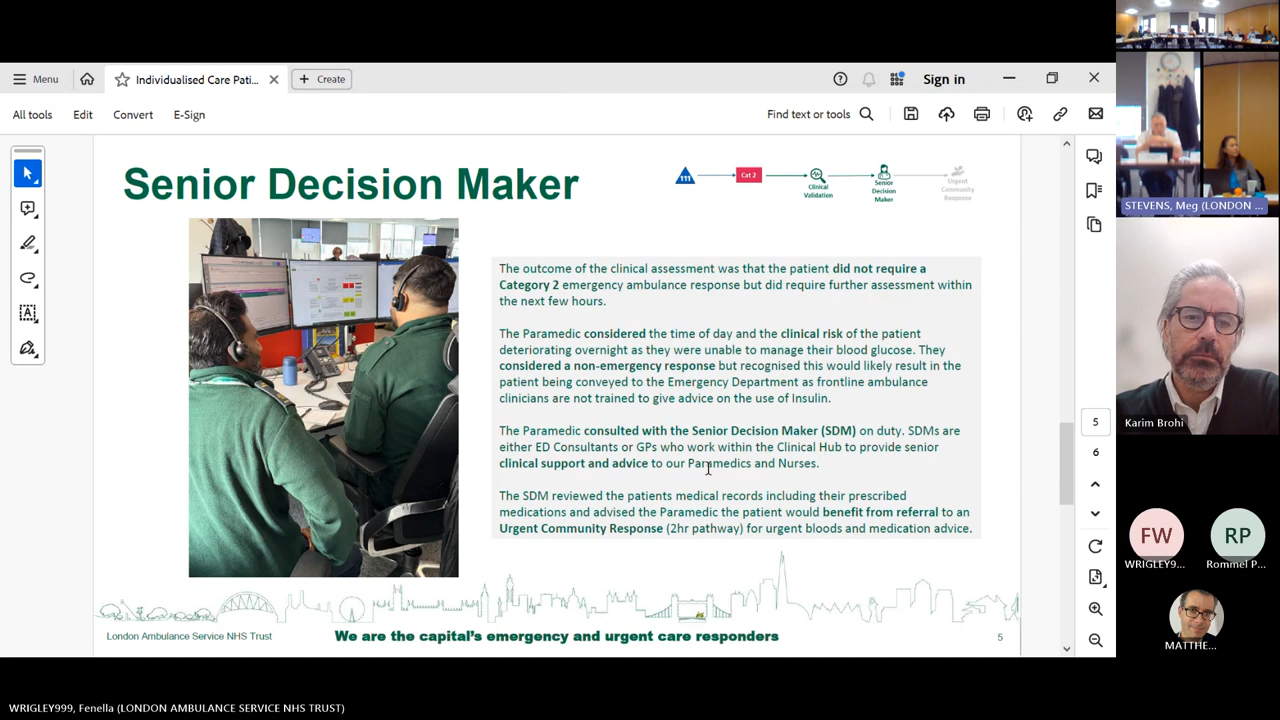 Menu
Individualised Care Pati...
Create
Sign in
All tools
Edit
Convert
E-Sign
Find text or tools
Senior Decision Maker
111
Cat 2
Clinical
Validation
Senior
Decision
Maker
Urgent
Community
Response
The outcome of the clinical assessment was that the patient did not require a
Category 2 emergency ambulance response but did require further assessment within
the next few hours.
The Paramedic considered the time of day and the clinical risk of the patient
deteriorating overnight as they were unable to manage their blood glucose. They
considered a non-emergency response but recognised this would likely result in the
patient being conveyed to the Emergency Department as frontline ambulance
clinicians are not trained to give advice on the use of Insulin.
The Paramedic consulted with the Senior Decision Maker (SDM) on duty. SDMs are
either ED Consultants or GPs who work within the Clinical Hub to provide senior
clinical support and advice to our Paramedics and Nurses.
The SDM reviewed the patients medical records including their prescribed
medications and advised the Paramedic the patient would benefit from referral to an
Urgent Community Response (2hr pathway) for urgent bloods and medication advice.
London Ambulance Service NHS Trust
We are the capital's emergency and urgent care responders
5
5
6
STEVENS, Meg (LONDON ...
Karim Brohi
FW
WRIGLEY9...
RP
Rommel P...
MATTHE...
WRIGLEY999, Fenella (LONDON AMBULANCE SERVICE NHS TRUST)